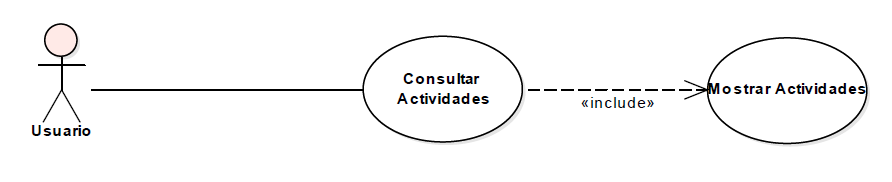 Usuario
Consultar
Actividades
«include»
Mostrar Actividades